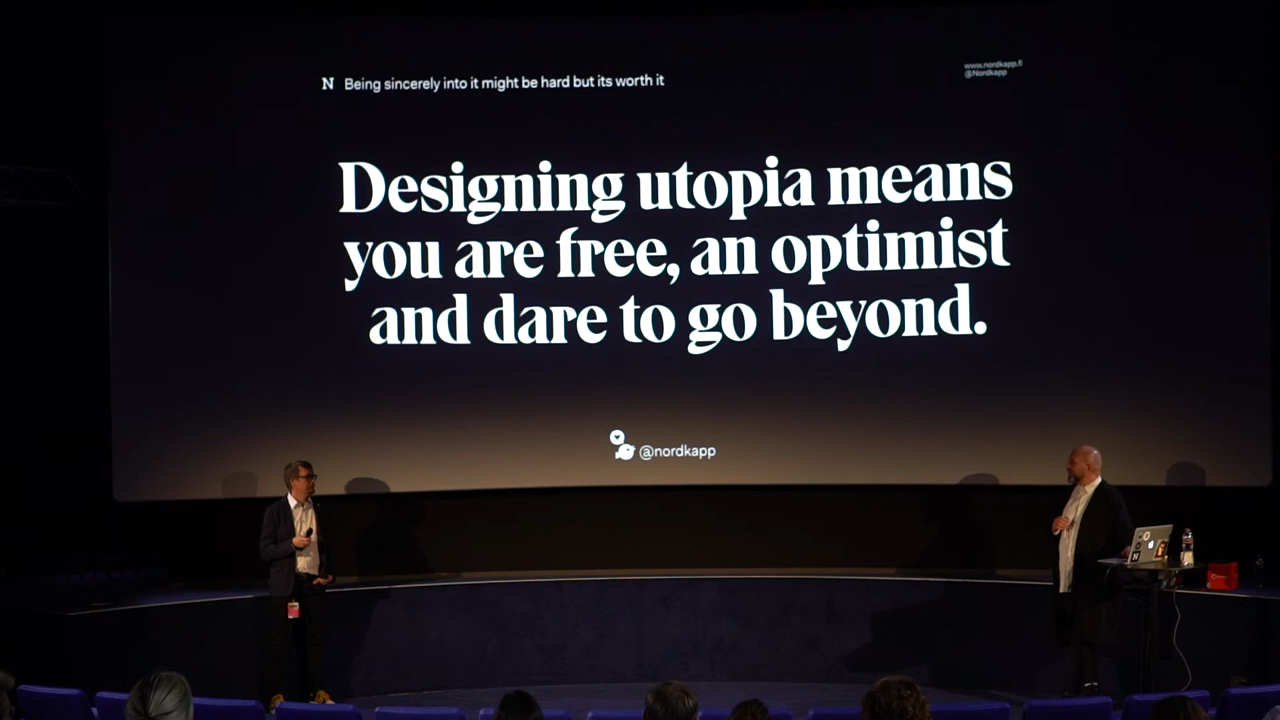 N Being sincerely into it might be hard but its worth it
www.nordkapp.fi
@Nordkapp
Designing utopia means
you are free, an optimist
and dare to go beyond.
@nordkapp